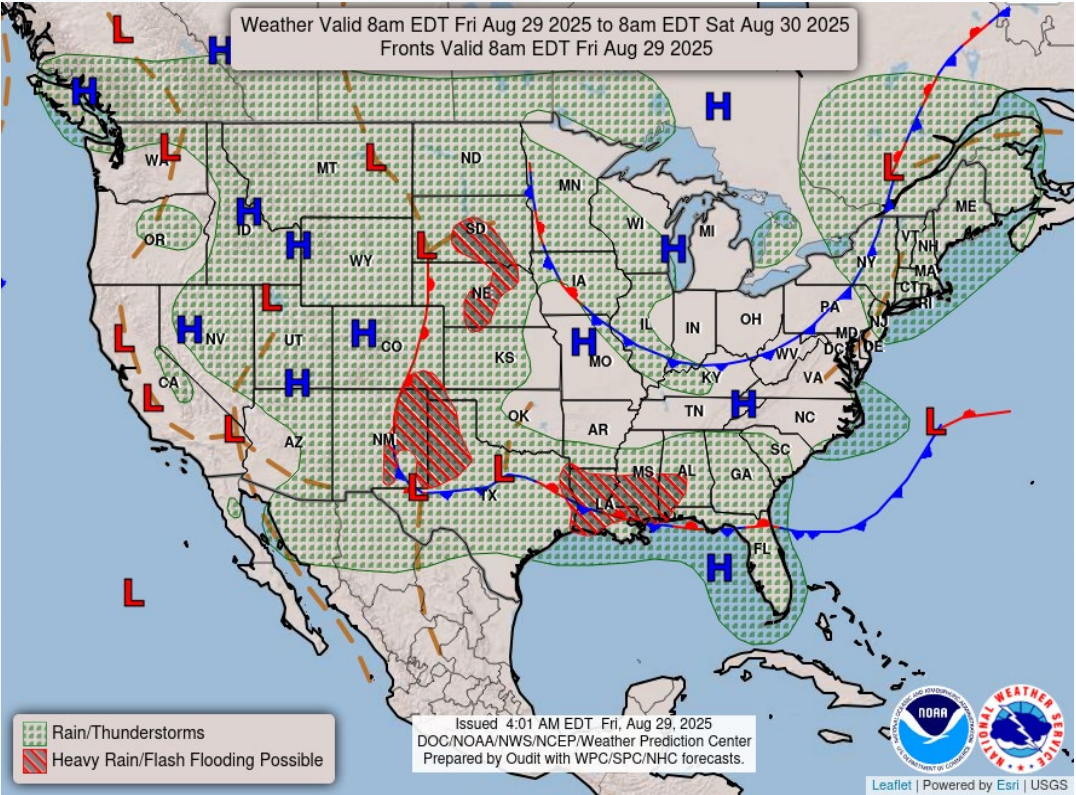 Weather Valid 8am EDT Fri Aug 29 2025 to 8am EDT Sat Aug 30 2025
Fronts Valid 8am EDT Fri Aug 29 2025
L
H
H
H
L
WA
L
MT
L
ND
MN
ME
H
ID
OR
H
WY
L
SD
WI
H
MI
VT
NH
NY
MA
CT
RI
L
NE
IA
PA
NJ
L
H
NV
UT
H
CO
KS
H
MO
IL
IN
OH
MD
DC
DE
WV
VA
CA
L
H
KY
L
AZ
NM
OK
AR
TN
H
NC
L
L
L
TX
LA
MS
AL
GA
SC
H
FL
L
Rain/Thunderstorms
Heavy Rain/Flash Flooding Possible
Issued 4:01 AM EDT Fri, Aug 29, 2025
DOC/NOAA/NWS/NCEP/Weather Prediction Center
Prepared by Oudit with WPC/SPC/NHC forecasts.
NOAA
NATIONAL WEATHER SERVICE
Leaflet | Powered by Esri | USGS